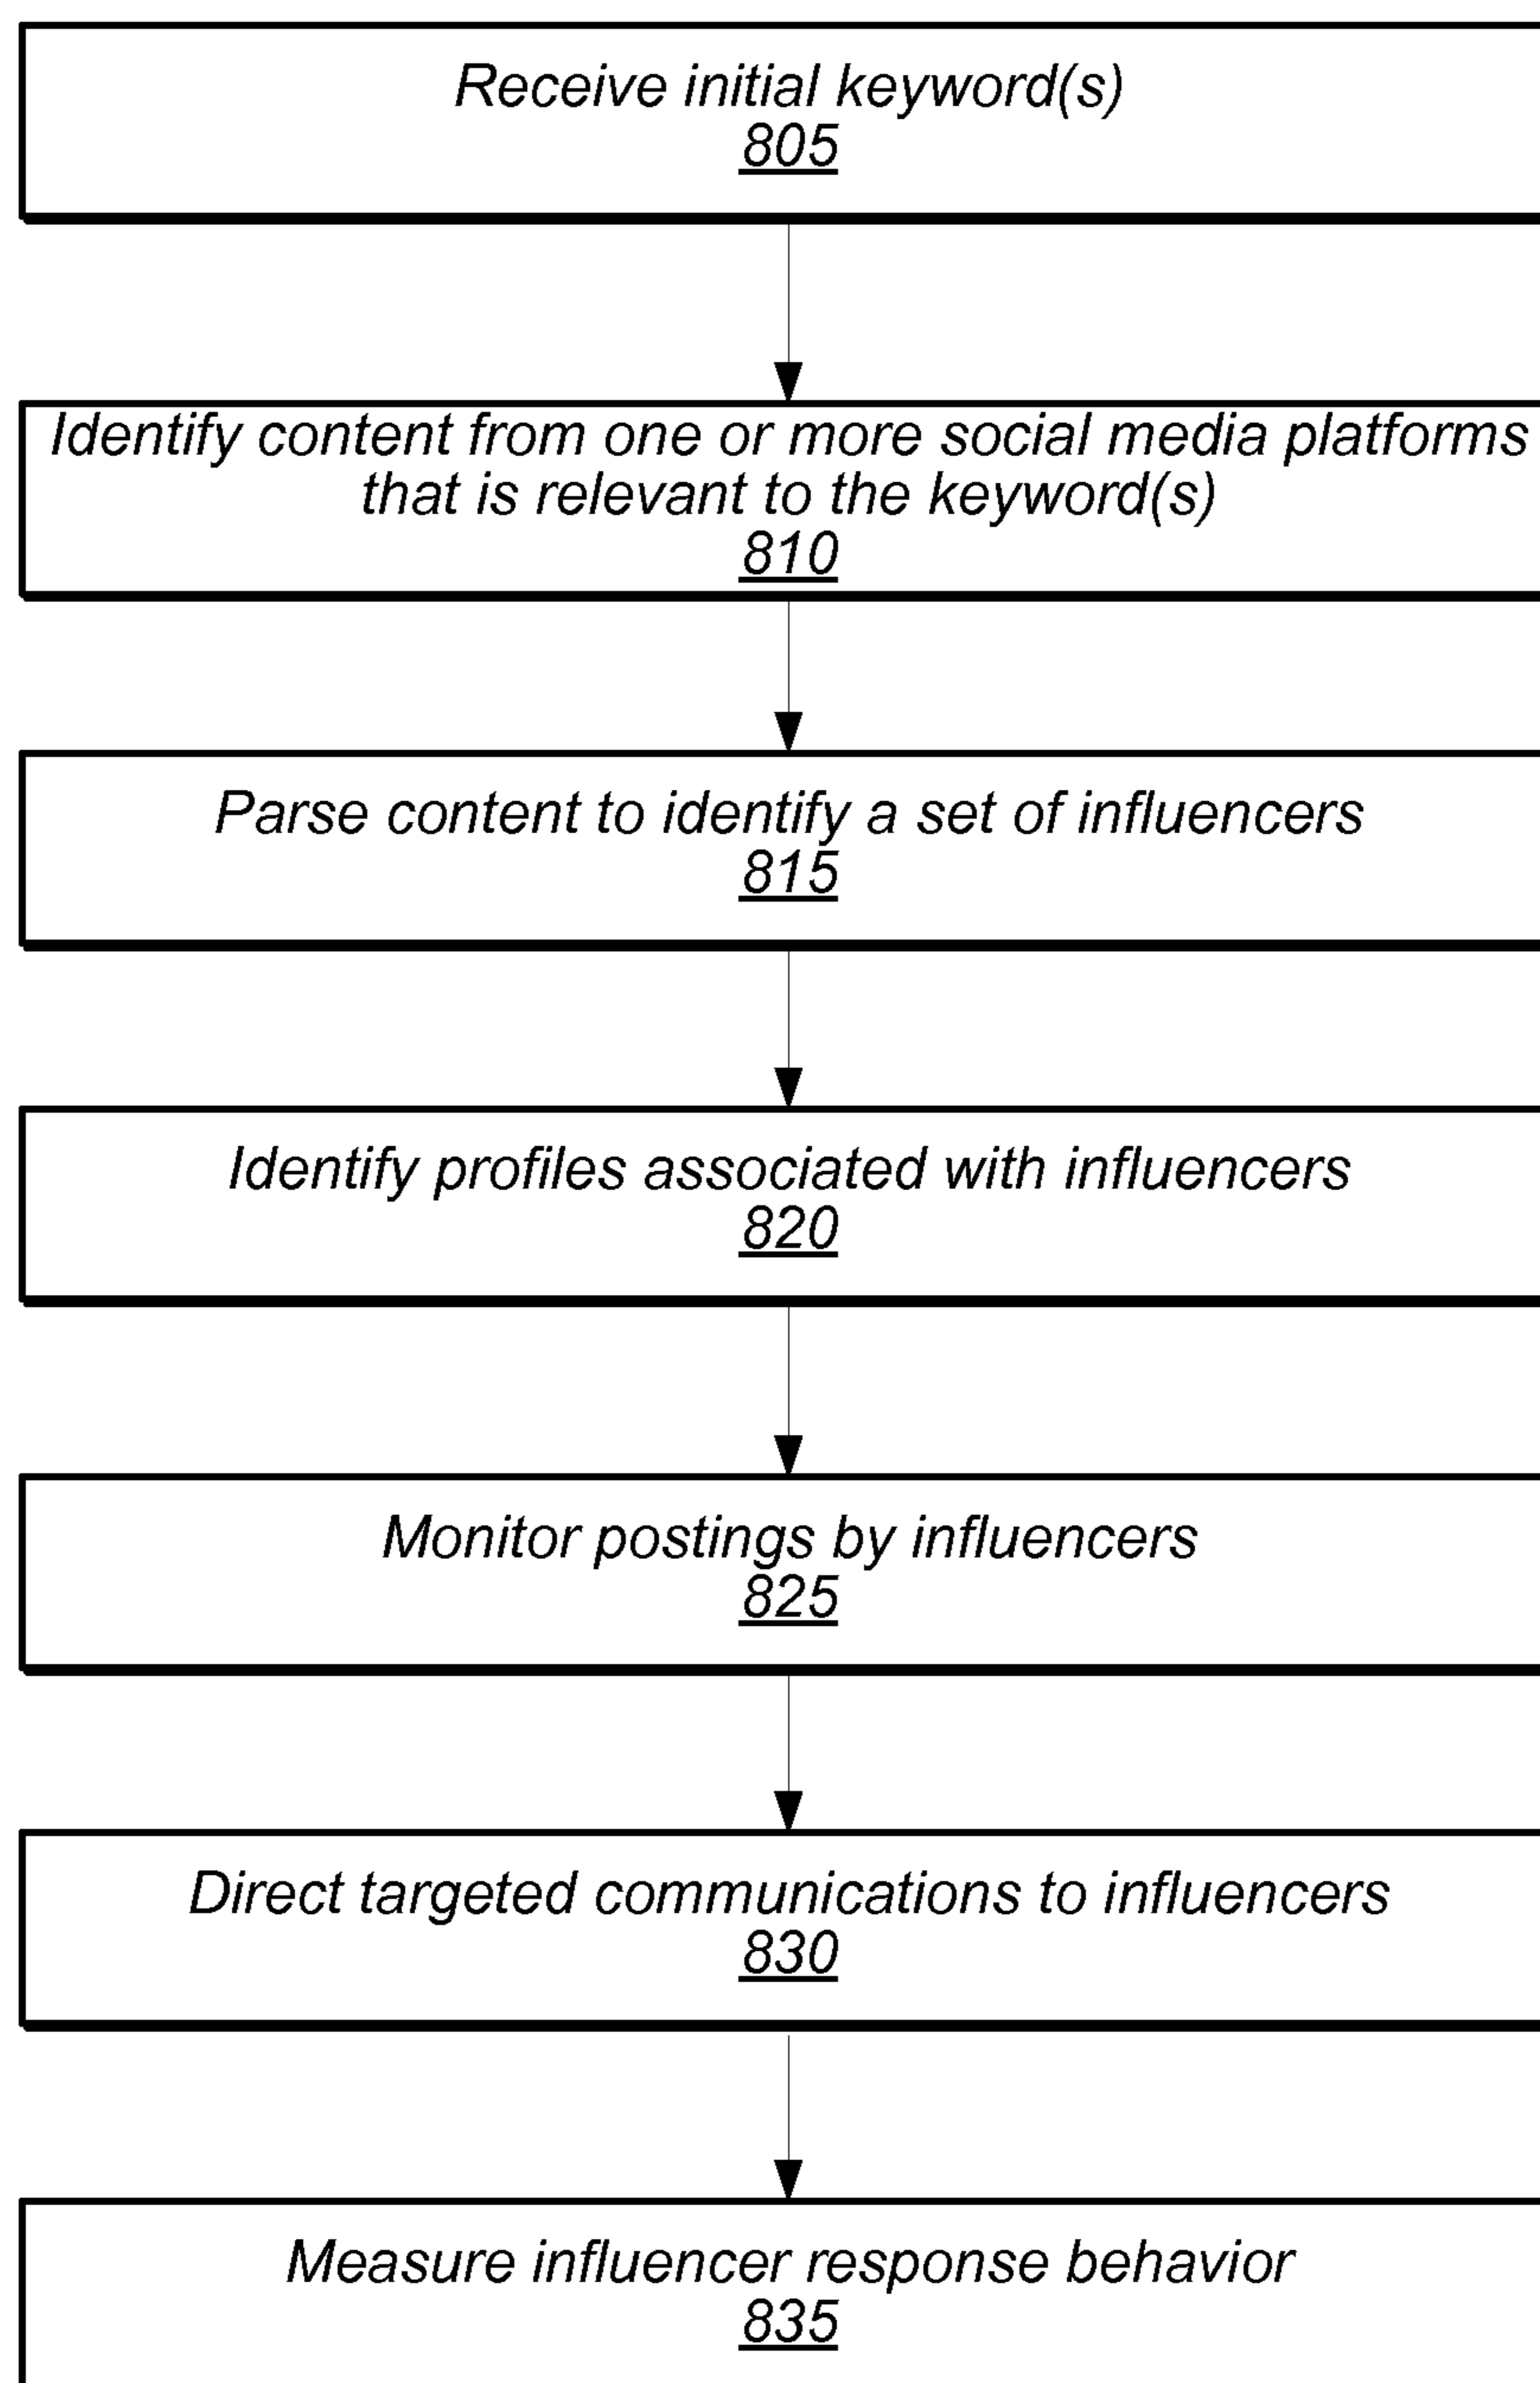 Receive initial keyword(s)
805
Identify content from one or more social media platforms
that is relevant to the keyword(s)
810
Parse content to identify a set of influencers
815
Identify profiles associated with influencers
820
Monitor postings by influencers
825
Direct targeted communications to influencers
830
Measure influencer response behavior
835